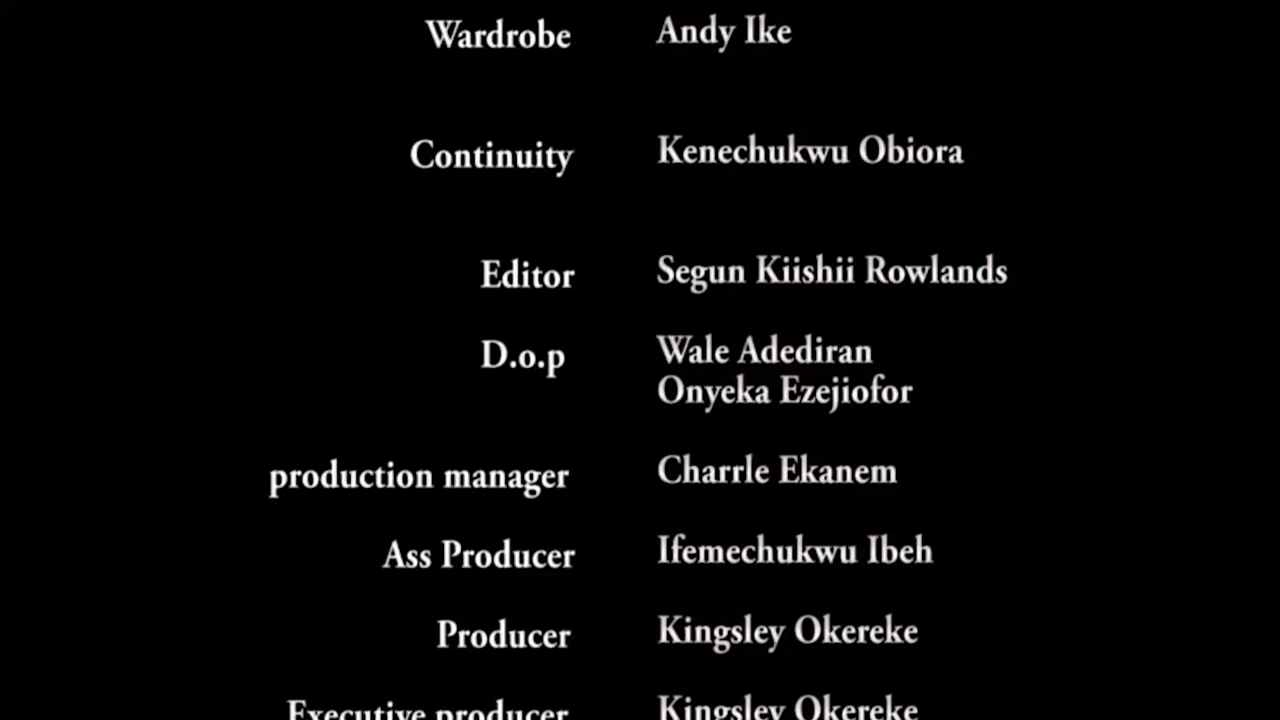 Wardrobe Andy Ike
Continuity Kenechukwu Obiora
Editor Segun Kiishii Rowlands
D.o.p Wale Adediran
Onyeka Ezejiofor
production manager Charrle Ekanem
Ass Producer Ifemechukwu Ibeh
Producer Kingsley Okereke
Executive producer Kingsley Okereke